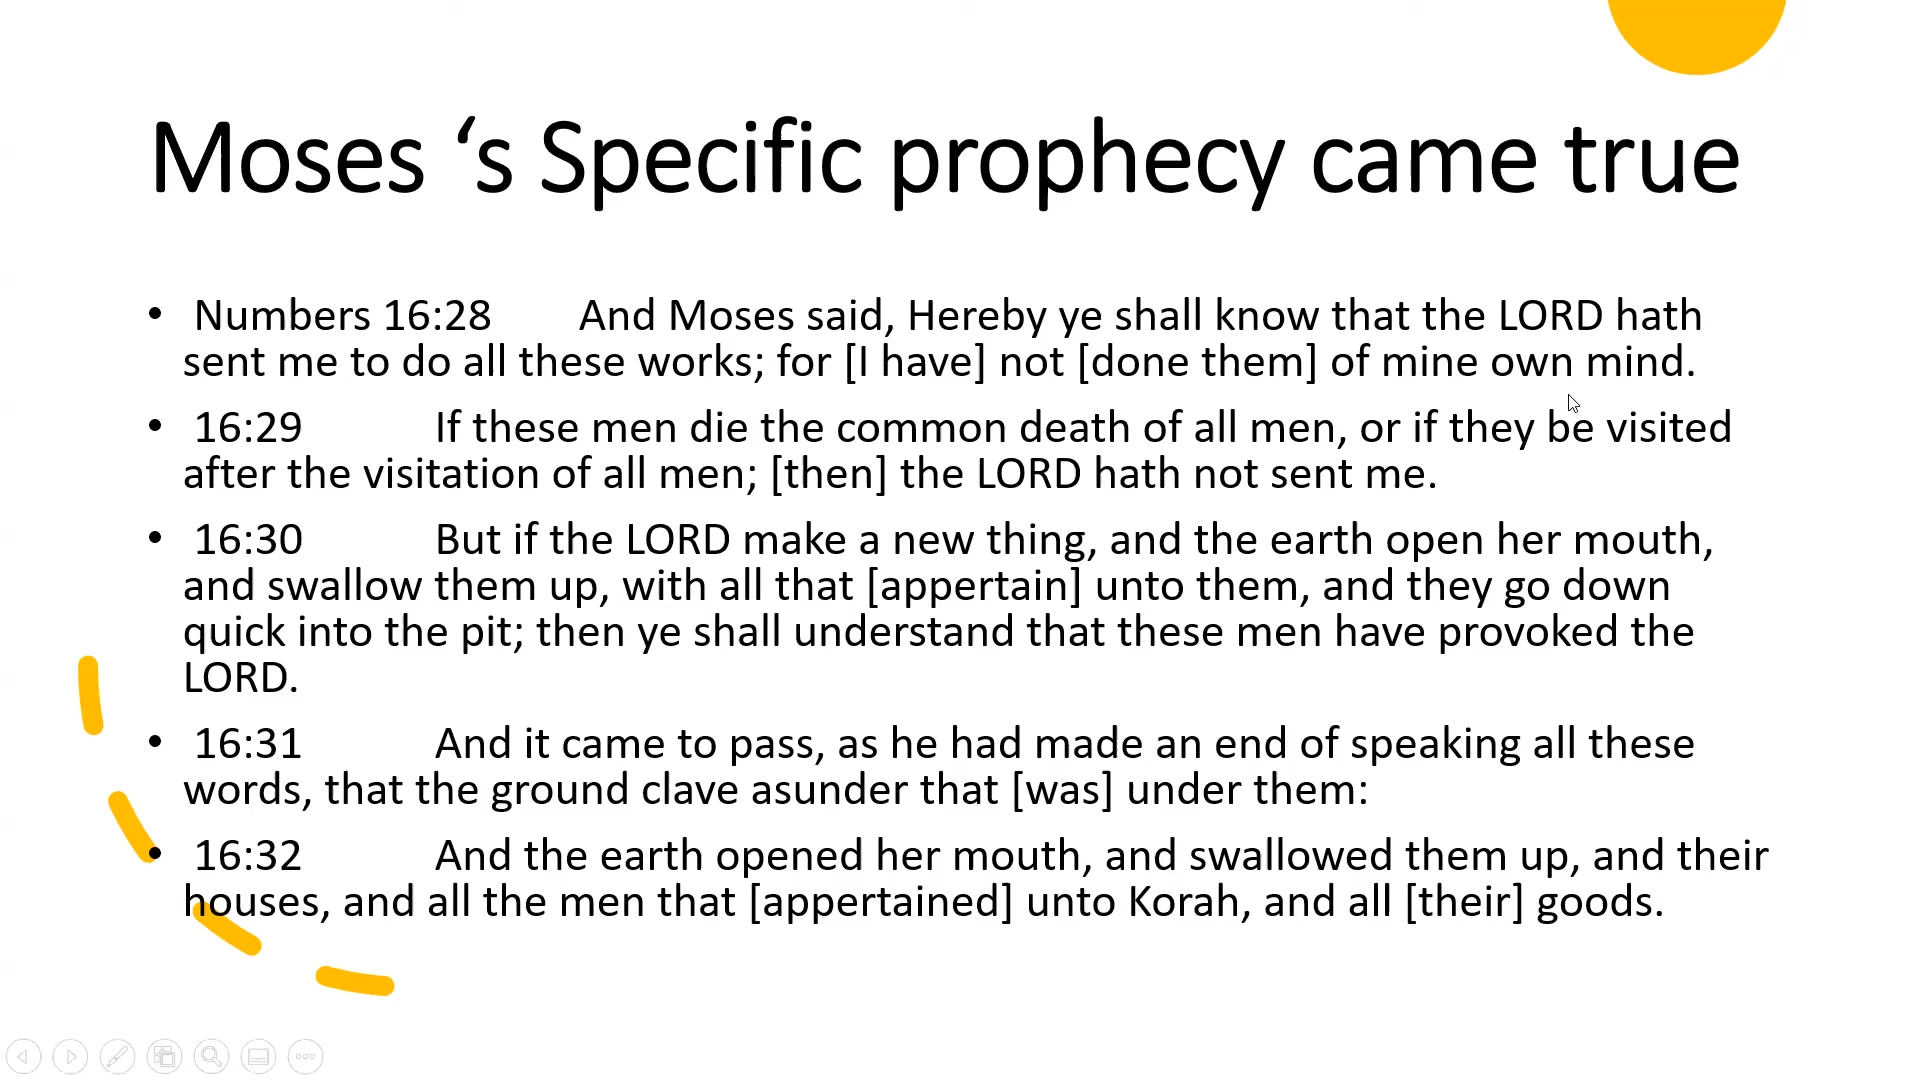 Moses ‘s Specific prophecy came true
• Numbers 16:28 And Moses said, Hereby ye shall know that the LORD hath
sent me to do all these works; for [I have] not [done them] of mine own mind.
• 16:29 If these men die the common death of all men, or if they be visited
after the visitation of all men; [then] the LORD hath not sent me.
• 16:30 But if the LORD make a new thing, and the earth open her mouth,
and swallow them up, with all that [appertain] unto them, and they go down
quick into the pit; then ye shall understand that these men have provoked the
LORD.
• 16:31 And it came to pass, as he had made an end of speaking all these
words, that the ground clave asunder that [was] under them:
• 16:32 And the earth opened her mouth, and swallowed them up, and their
houses, and all the men that [appertained] unto Korah, and all [their] goods.